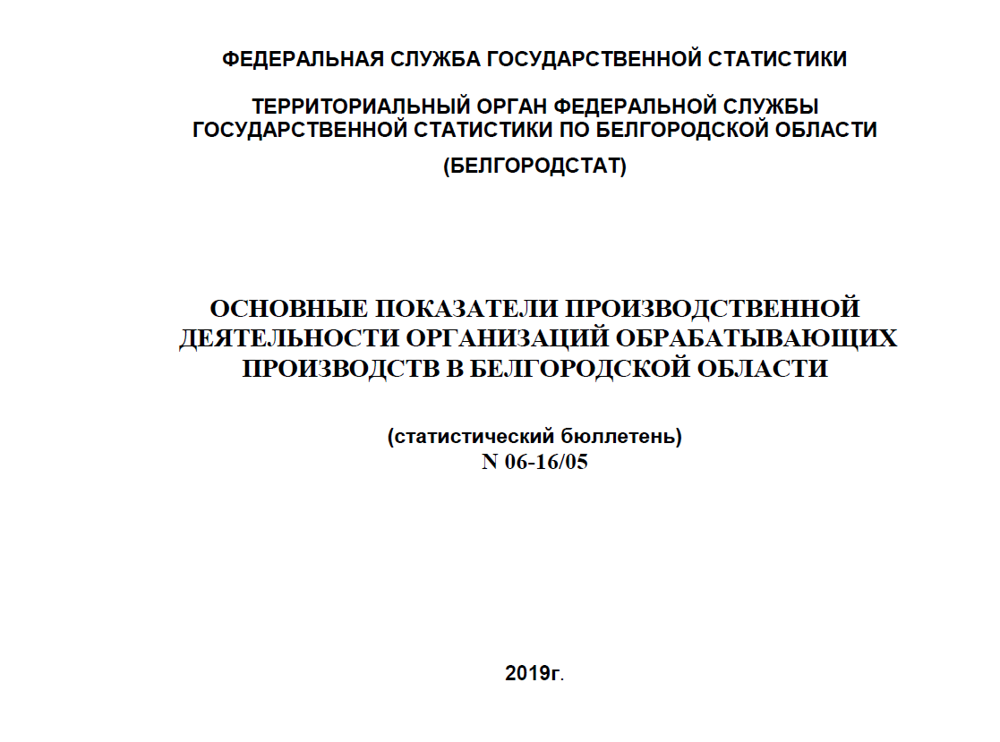 ФЕДЕРАЛЬНАЯ СЛУЖБА ГОСУДАРСТВЕННОЙ СТАТИСТИКИ
ТЕРРИТОРИАЛЬНЫЙ ОРГАН ФЕДЕРАЛЬНОЙ СЛУЖБЫ
ГОСУДАРСТВЕННОЙ СТАТИСТИКИ ПО БЕЛГОРОДСКОЙ ОБЛАСТИ
(БЕЛГОРОДСТАТ)
ОСНОВНЫЕ ПОКАЗАТЕЛИ ПРОИЗВОДСТВЕННОЙ
ДЕЯТЕЛЬНОСТИ ОРГАНИЗАЦИЙ ОБРАБАТЫВАЮЩИХ
ПРОИЗВОДСТВ В БЕЛГОРОДСКОЙ ОБЛАСТИ
(статистический бюллетень)
N 06-16/05
2019г.